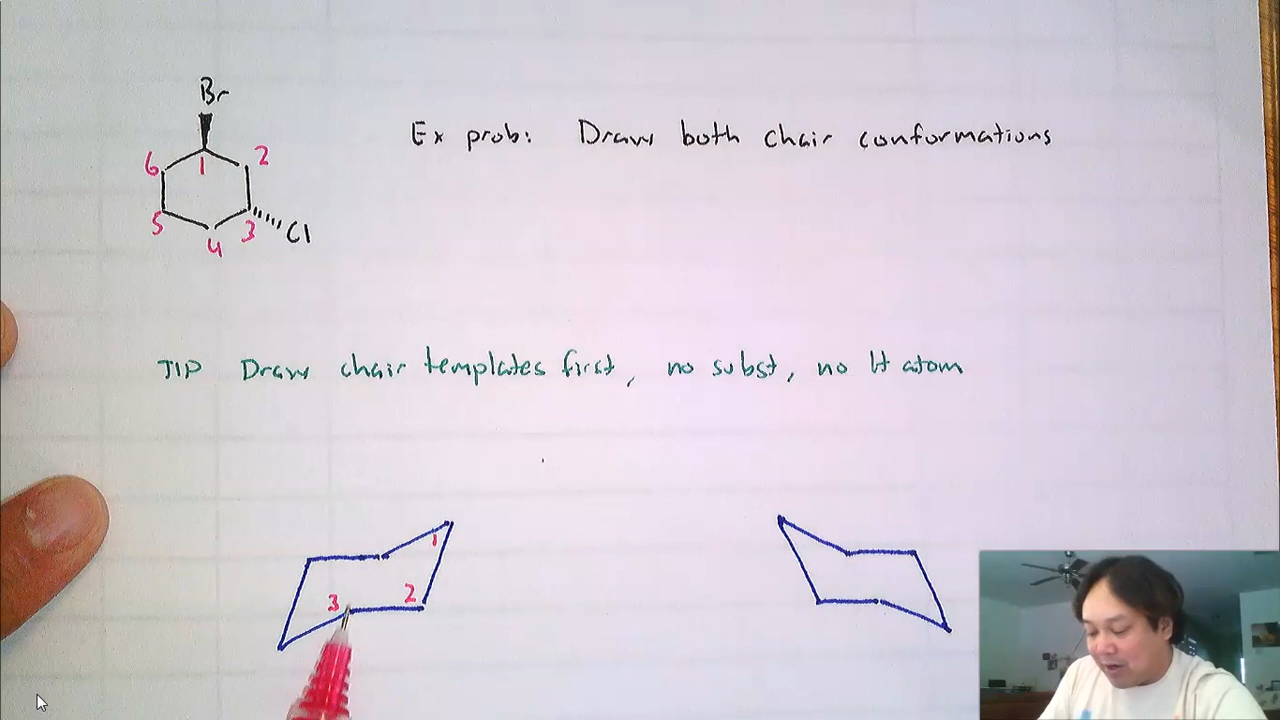 Br
6 1 2
5 4 3 Cl
Ex prob: Draw both chair conformations
TIP Draw chair templates first, no subst, no H atom
1
3 2